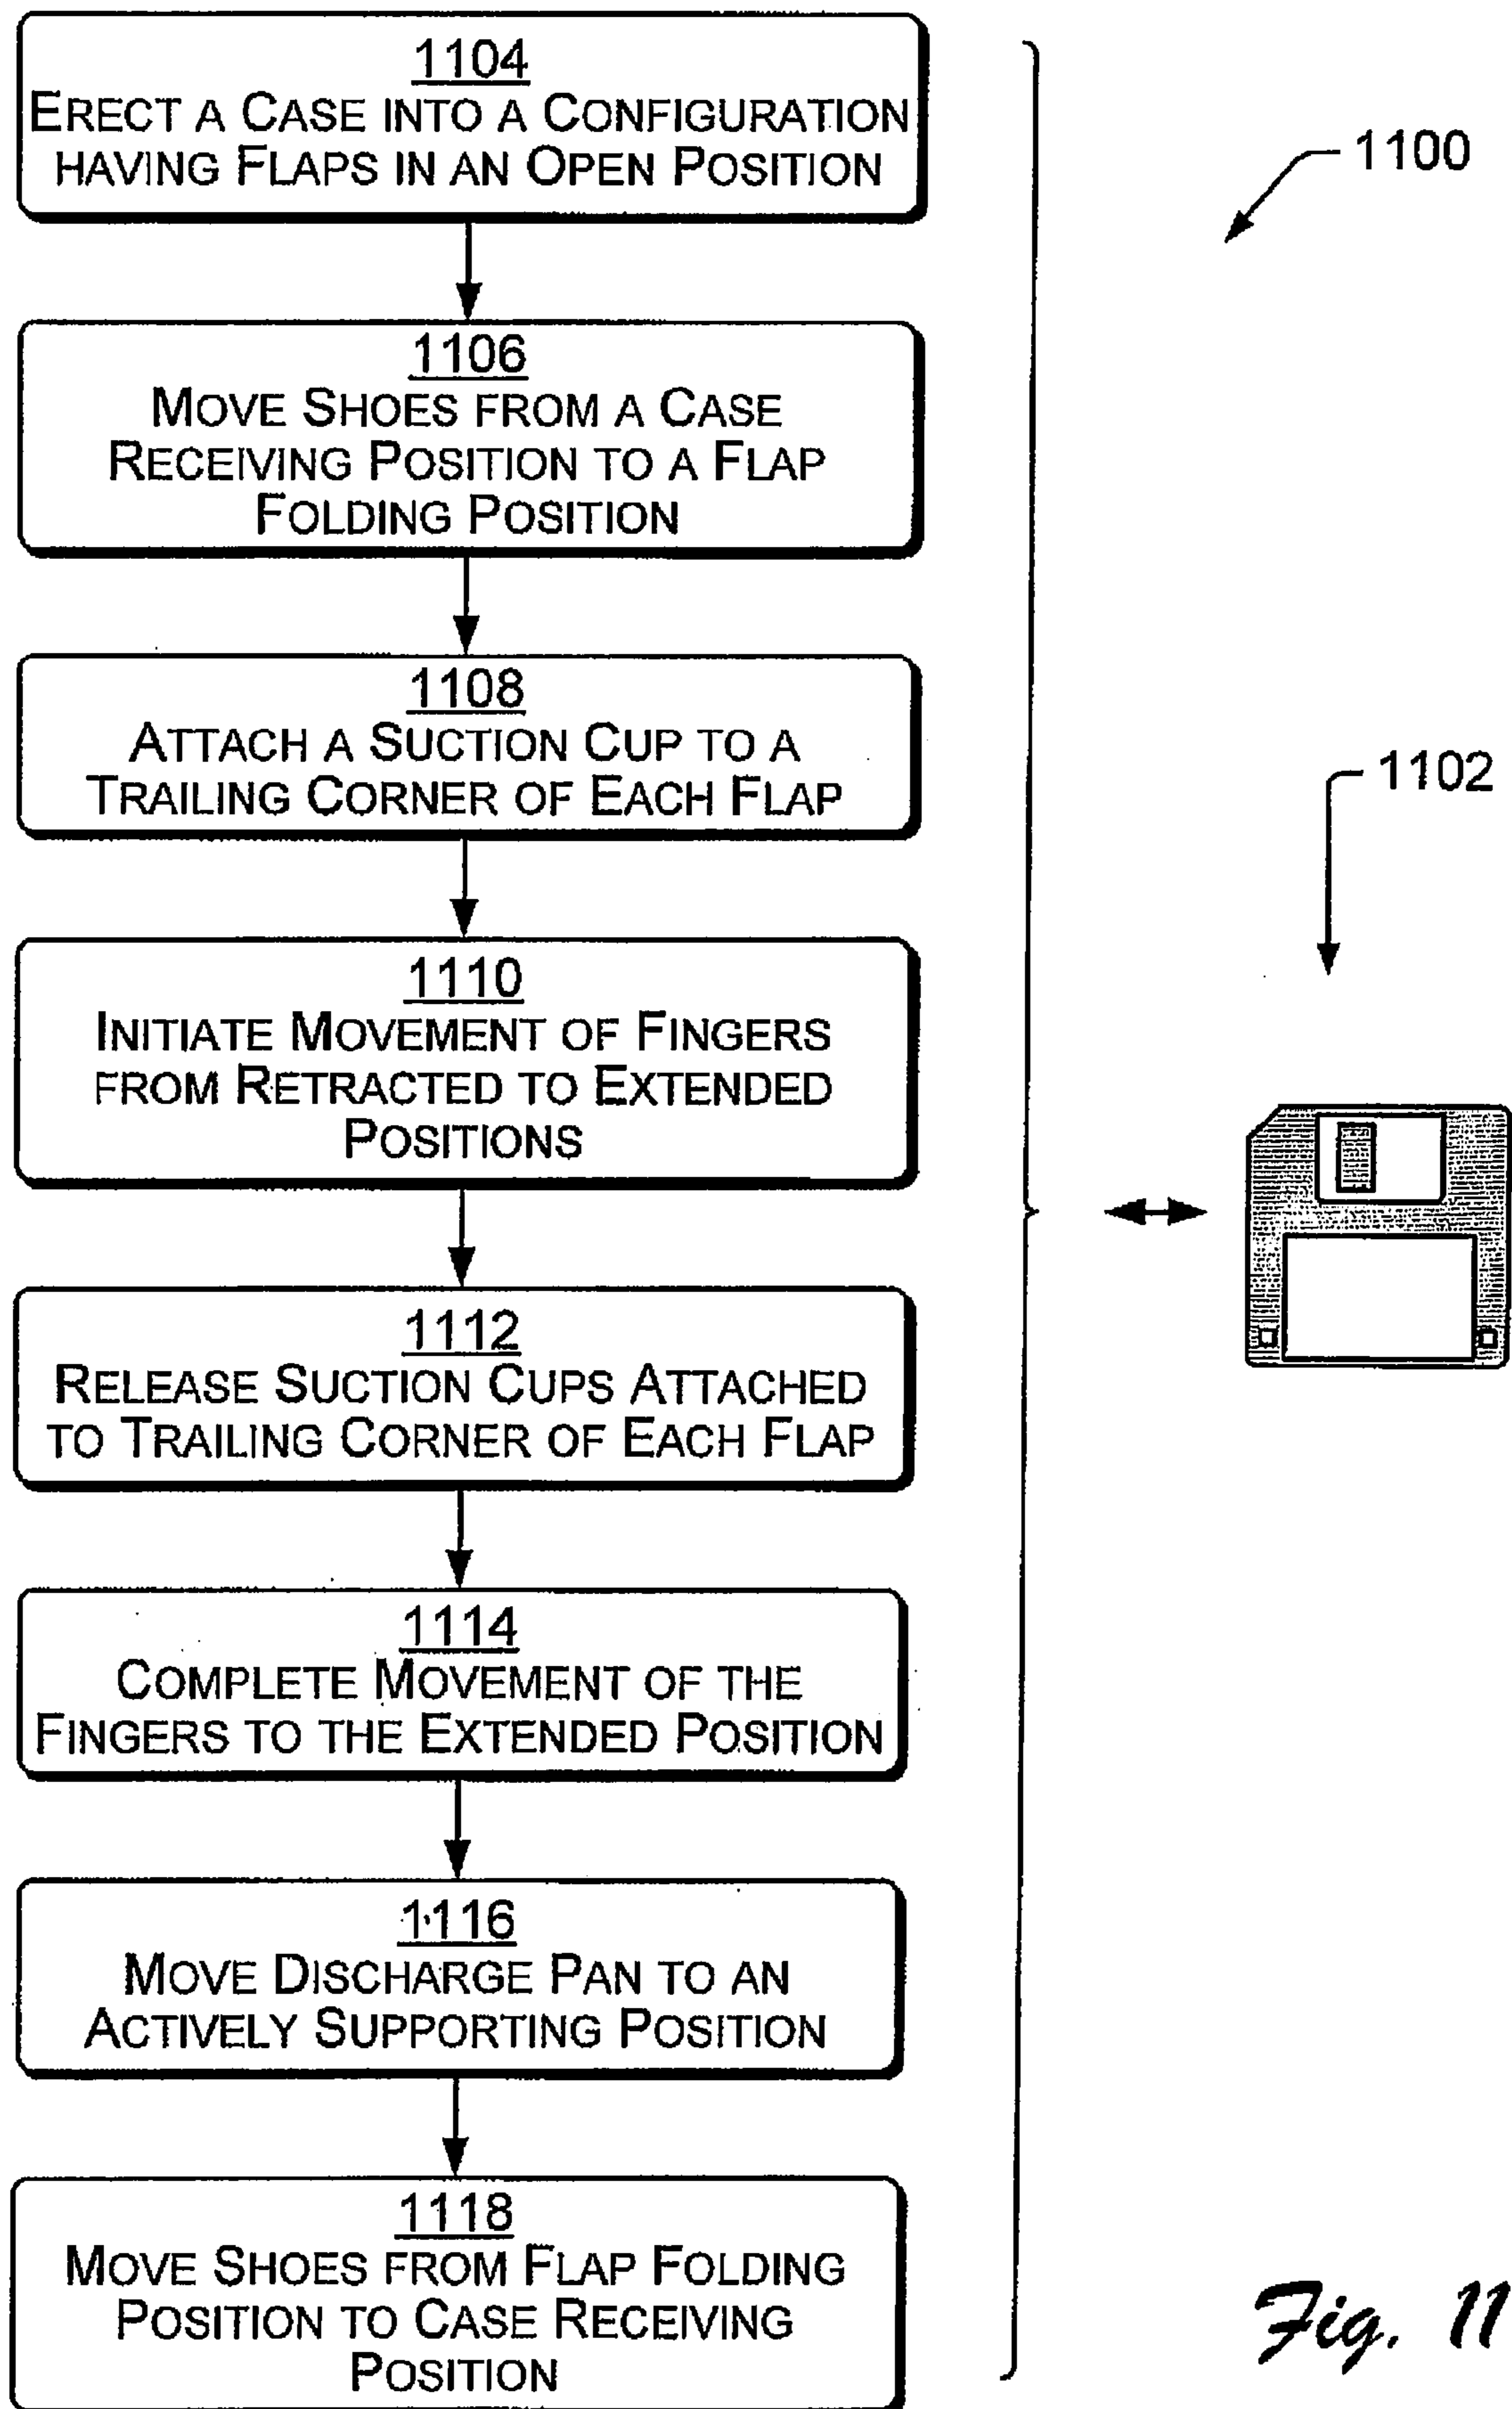 1104
ERECT A CASE INTO A CONFIGURATION
HAVING FLAPS IN AN OPEN POSITION
1100
1106
MOVE SHOES FROM A CASE
RECEIVING POSITION TO A FLAP
FOLDING POSITION
1108
ATTACH A SUCTION CUP TO A
TRAILING CORNER OF EACH FLAP
1102
1110
INITIATE MOVEMENT OF FINGERS
FROM RETRACTED TO EXTENDED
POSITIONS
1112
RELEASE SUCTION CUPS ATTACHED
TO TRAILING CORNER OF EACH FLAP
1114
COMPLETE MOVEMENT OF THE
FINGERS TO THE EXTENDED POSITION
1116
MOVE DISCHARGE PAN TO AN
ACTIVELY SUPPORTING POSITION
1118
MOVE SHOES FROM FLAP FOLDING
POSITION TO CASE RECEIVING
POSITION
Fig. 11